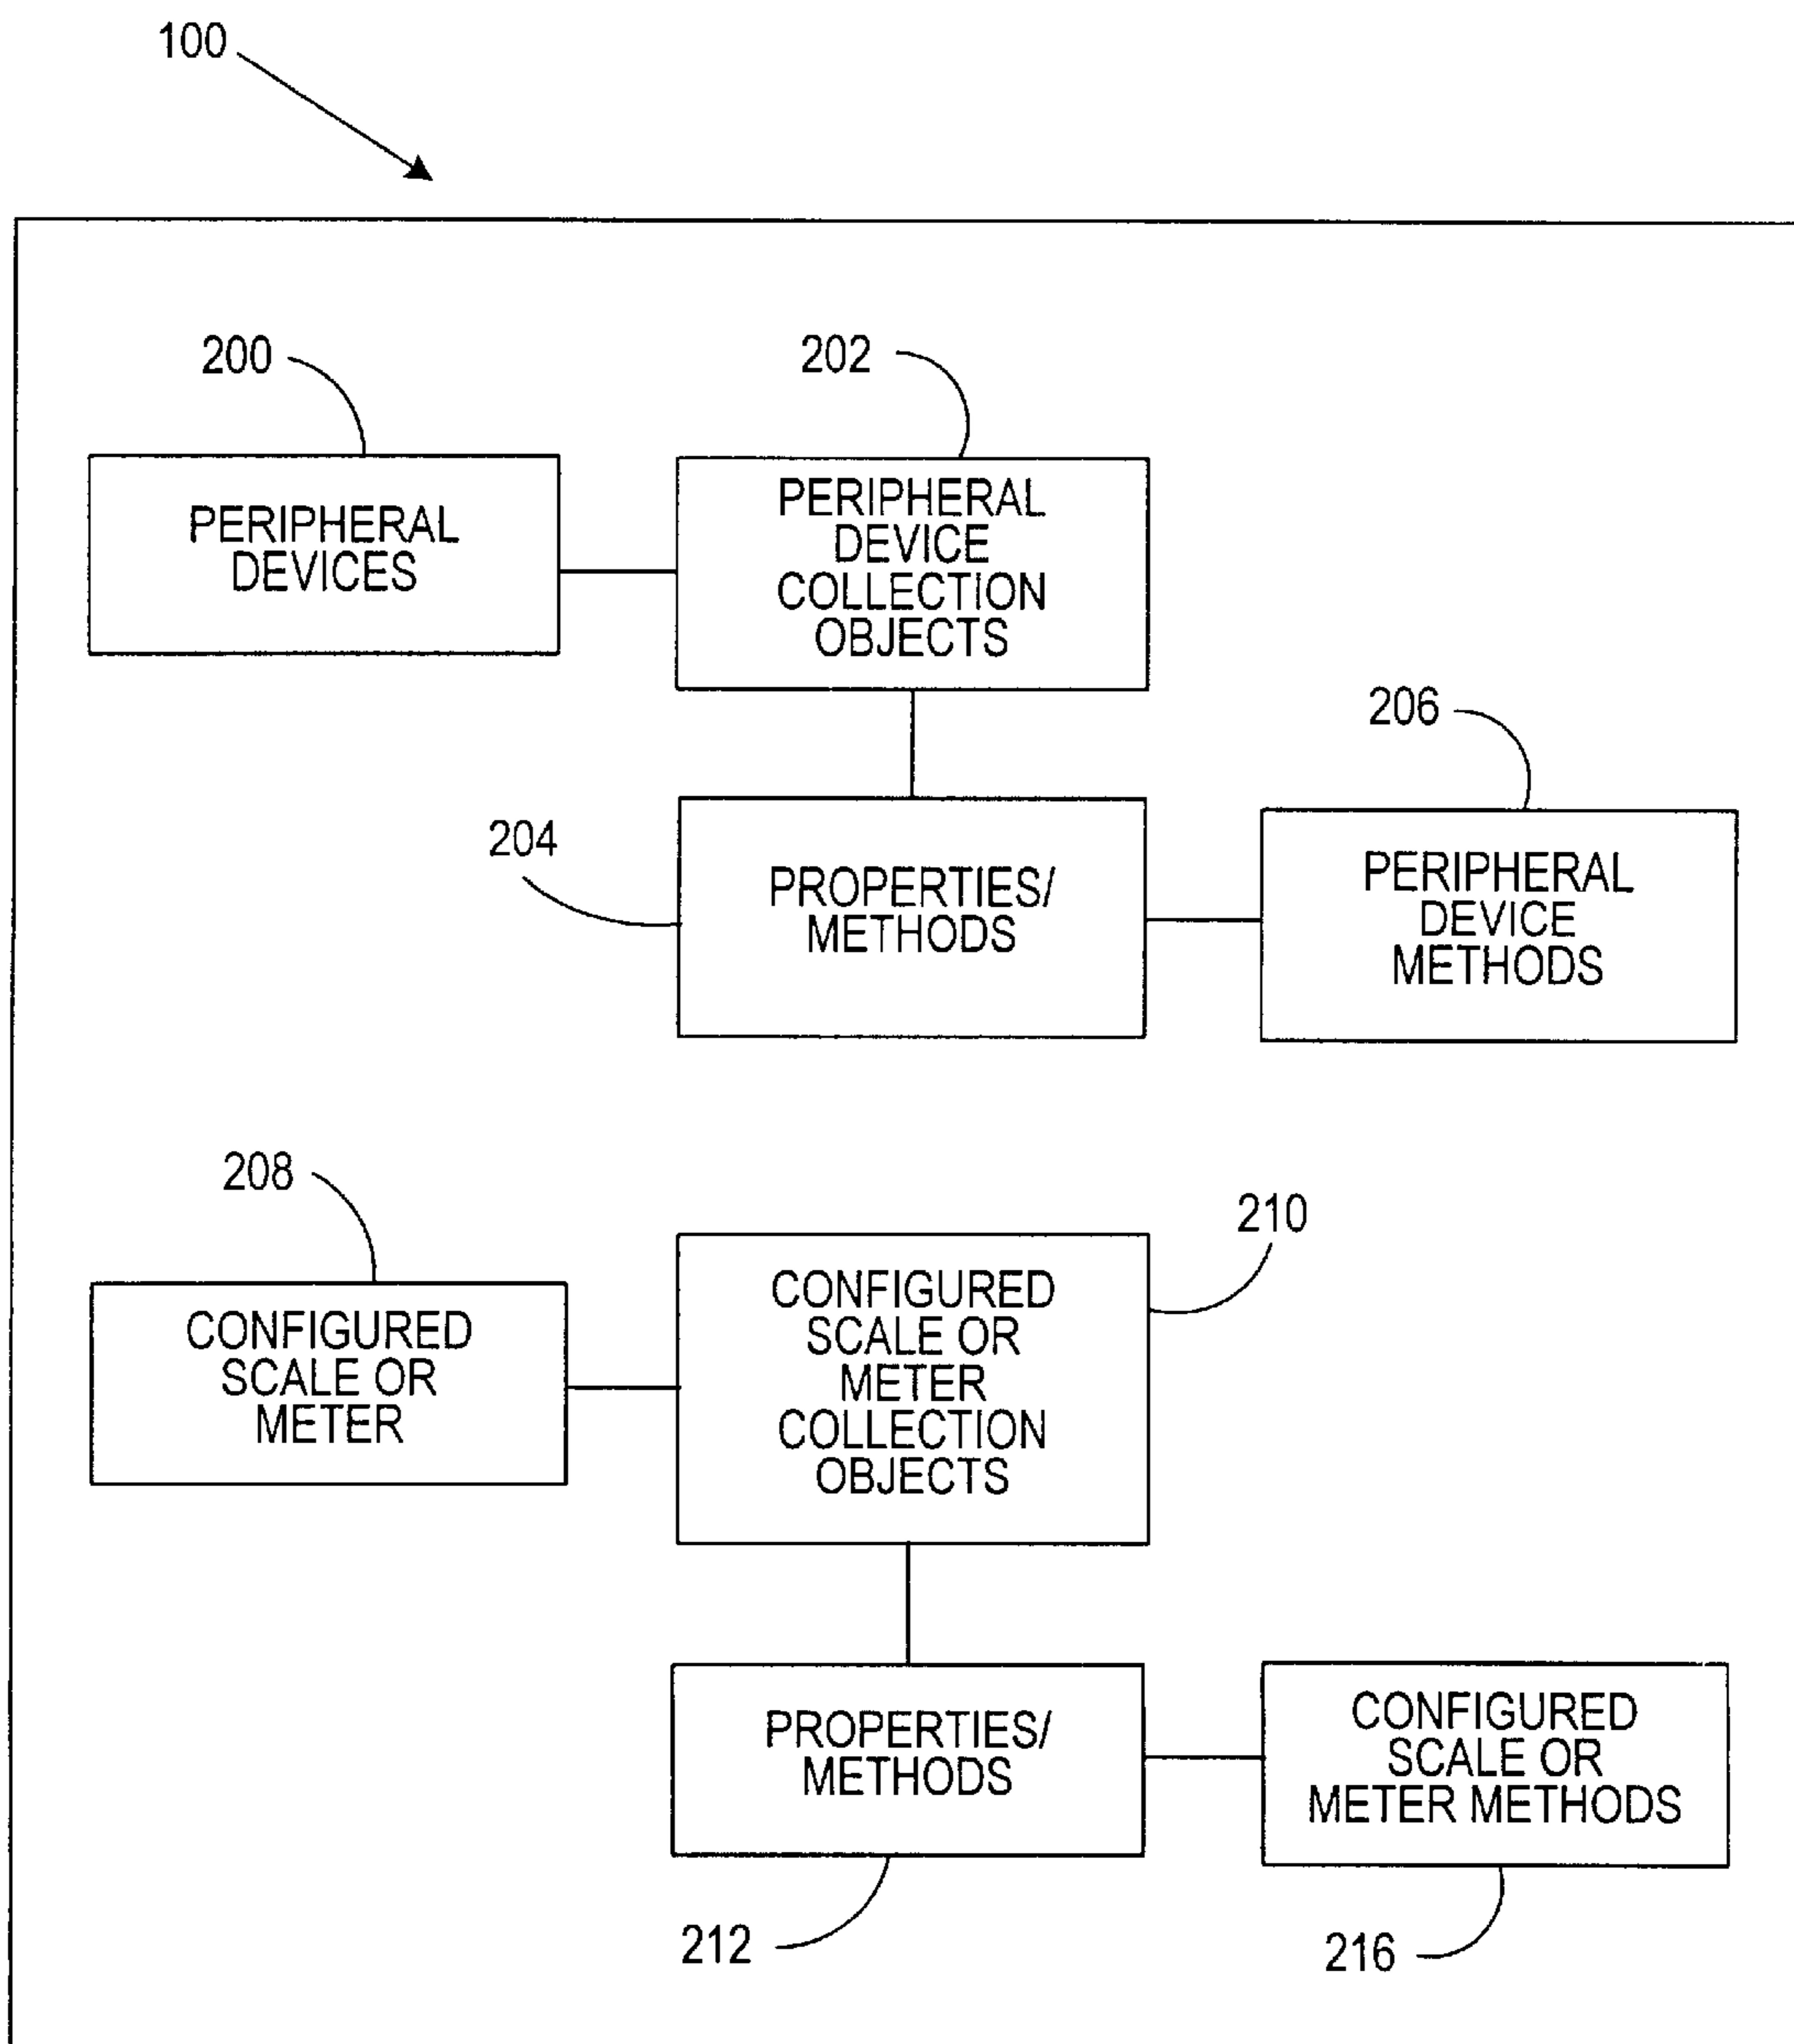 100
200
202
PERIPHERAL
DEVICES
PERIPHERAL
DEVICE
COLLECTION
OBJECTS
206
204
PROPERTIES/
METHODS
PERIPHERAL
DEVICE
METHODS
208
210
CONFIGURED
SCALE OR
METER
CONFIGURED
SCALE OR
METER
COLLECTION
OBJECTS
PROPERTIES/
METHODS
CONFIGURED
SCALE OR
METER METHODS
212
216